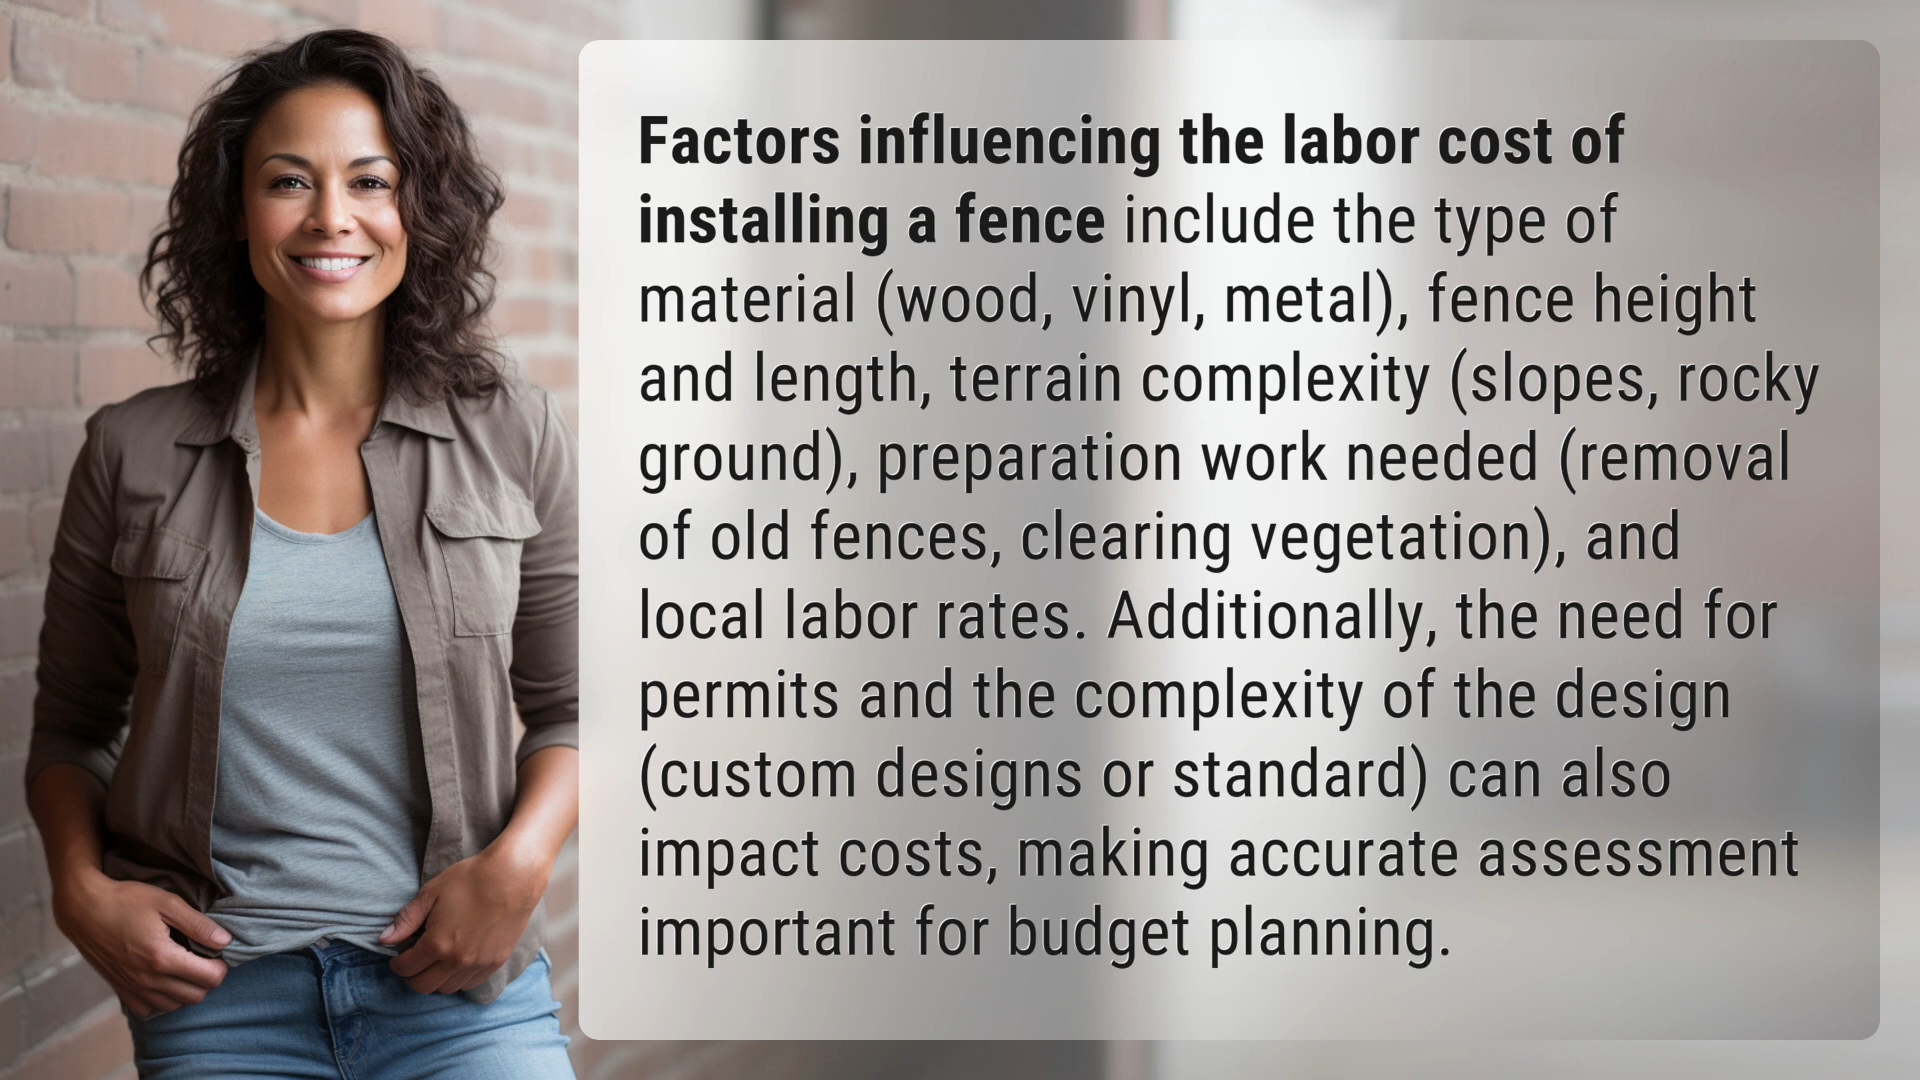 Factors influencing the labor cost of
installing a fence include the type of
material (wood, vinyl, metal), fence height
and length, terrain complexity (slopes, rocky
ground), preparation work needed (removal
of old fences, clearing vegetation), and
local labor rates. Additionally, the need for
permits and the complexity of the design
(custom designs or standard) can also
impact costs, making accurate assessment
important for budget planning.